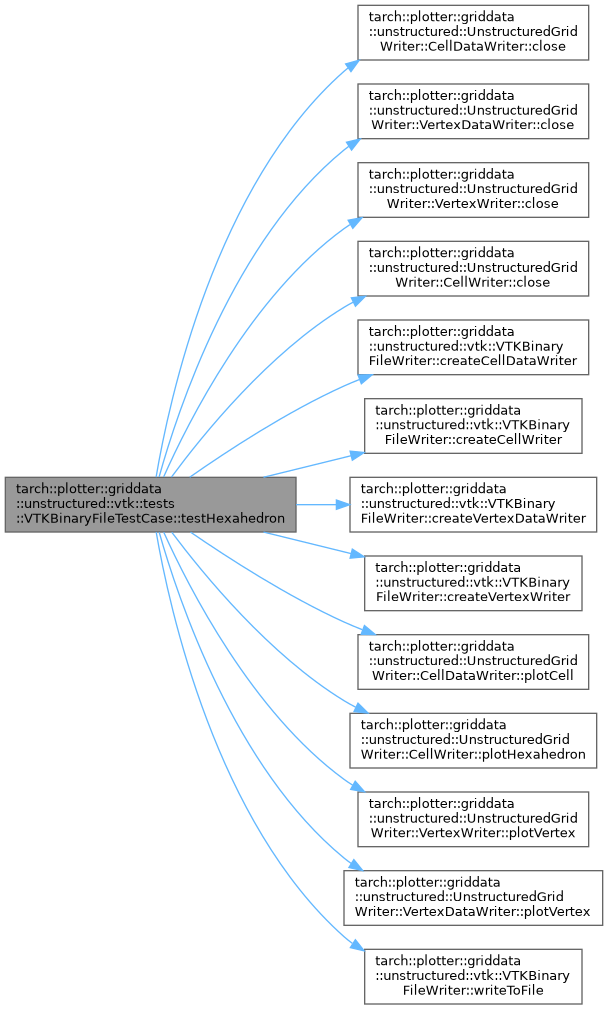 tarch::plotter::griddata
::unstructured::UnstructuredGrid
Writer::CellDataWriter::close
tarch::plotter::griddata
::unstructured::UnstructuredGrid
Writer::VertexDataWriter::close
tarch::plotter::griddata
::unstructured::UnstructuredGrid
Writer::VertexWriter::close
tarch::plotter::griddata
::unstructured::UnstructuredGrid
Writer::CellWriter::close
tarch::plotter::griddata
::unstructured::vtk::VTKBinary
FileWriter::createCellDataWriter
tarch::plotter::griddata
::unstructured::vtk::VTKBinary
FileWriter::createCellWriter
tarch::plotter::griddata
::unstructured::vtk::tests
::VTKBinaryFileTestCase::testHexahedron
tarch::plotter::griddata
::unstructured::vtk::VTKBinary
FileWriter::createVertexDataWriter
tarch::plotter::griddata
::unstructured::vtk::VTKBinary
FileWriter::createVertexWriter
tarch::plotter::griddata
::unstructured::UnstructuredGrid
Writer::CellDataWriter::plotCell
tarch::plotter::griddata
::unstructured::UnstructuredGrid
Writer::CellWriter::plotHexahedron
tarch::plotter::griddata
::unstructured::UnstructuredGrid
Writer::VertexWriter::plotVertex
tarch::plotter::griddata
::unstructured::UnstructuredGrid
Writer::VertexDataWriter::plotVertex
tarch::plotter::griddata
::unstructured::vtk::VTKBinary
FileWriter::writeToFile